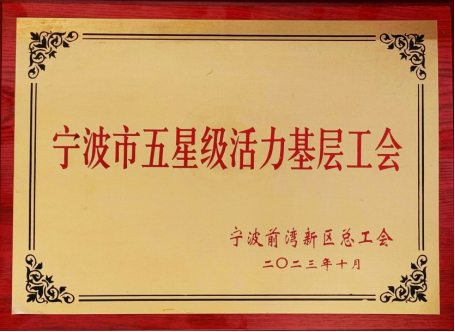 宁波市五星级活力基层工会
宁波前湾新区总工会
二〇二三年十月